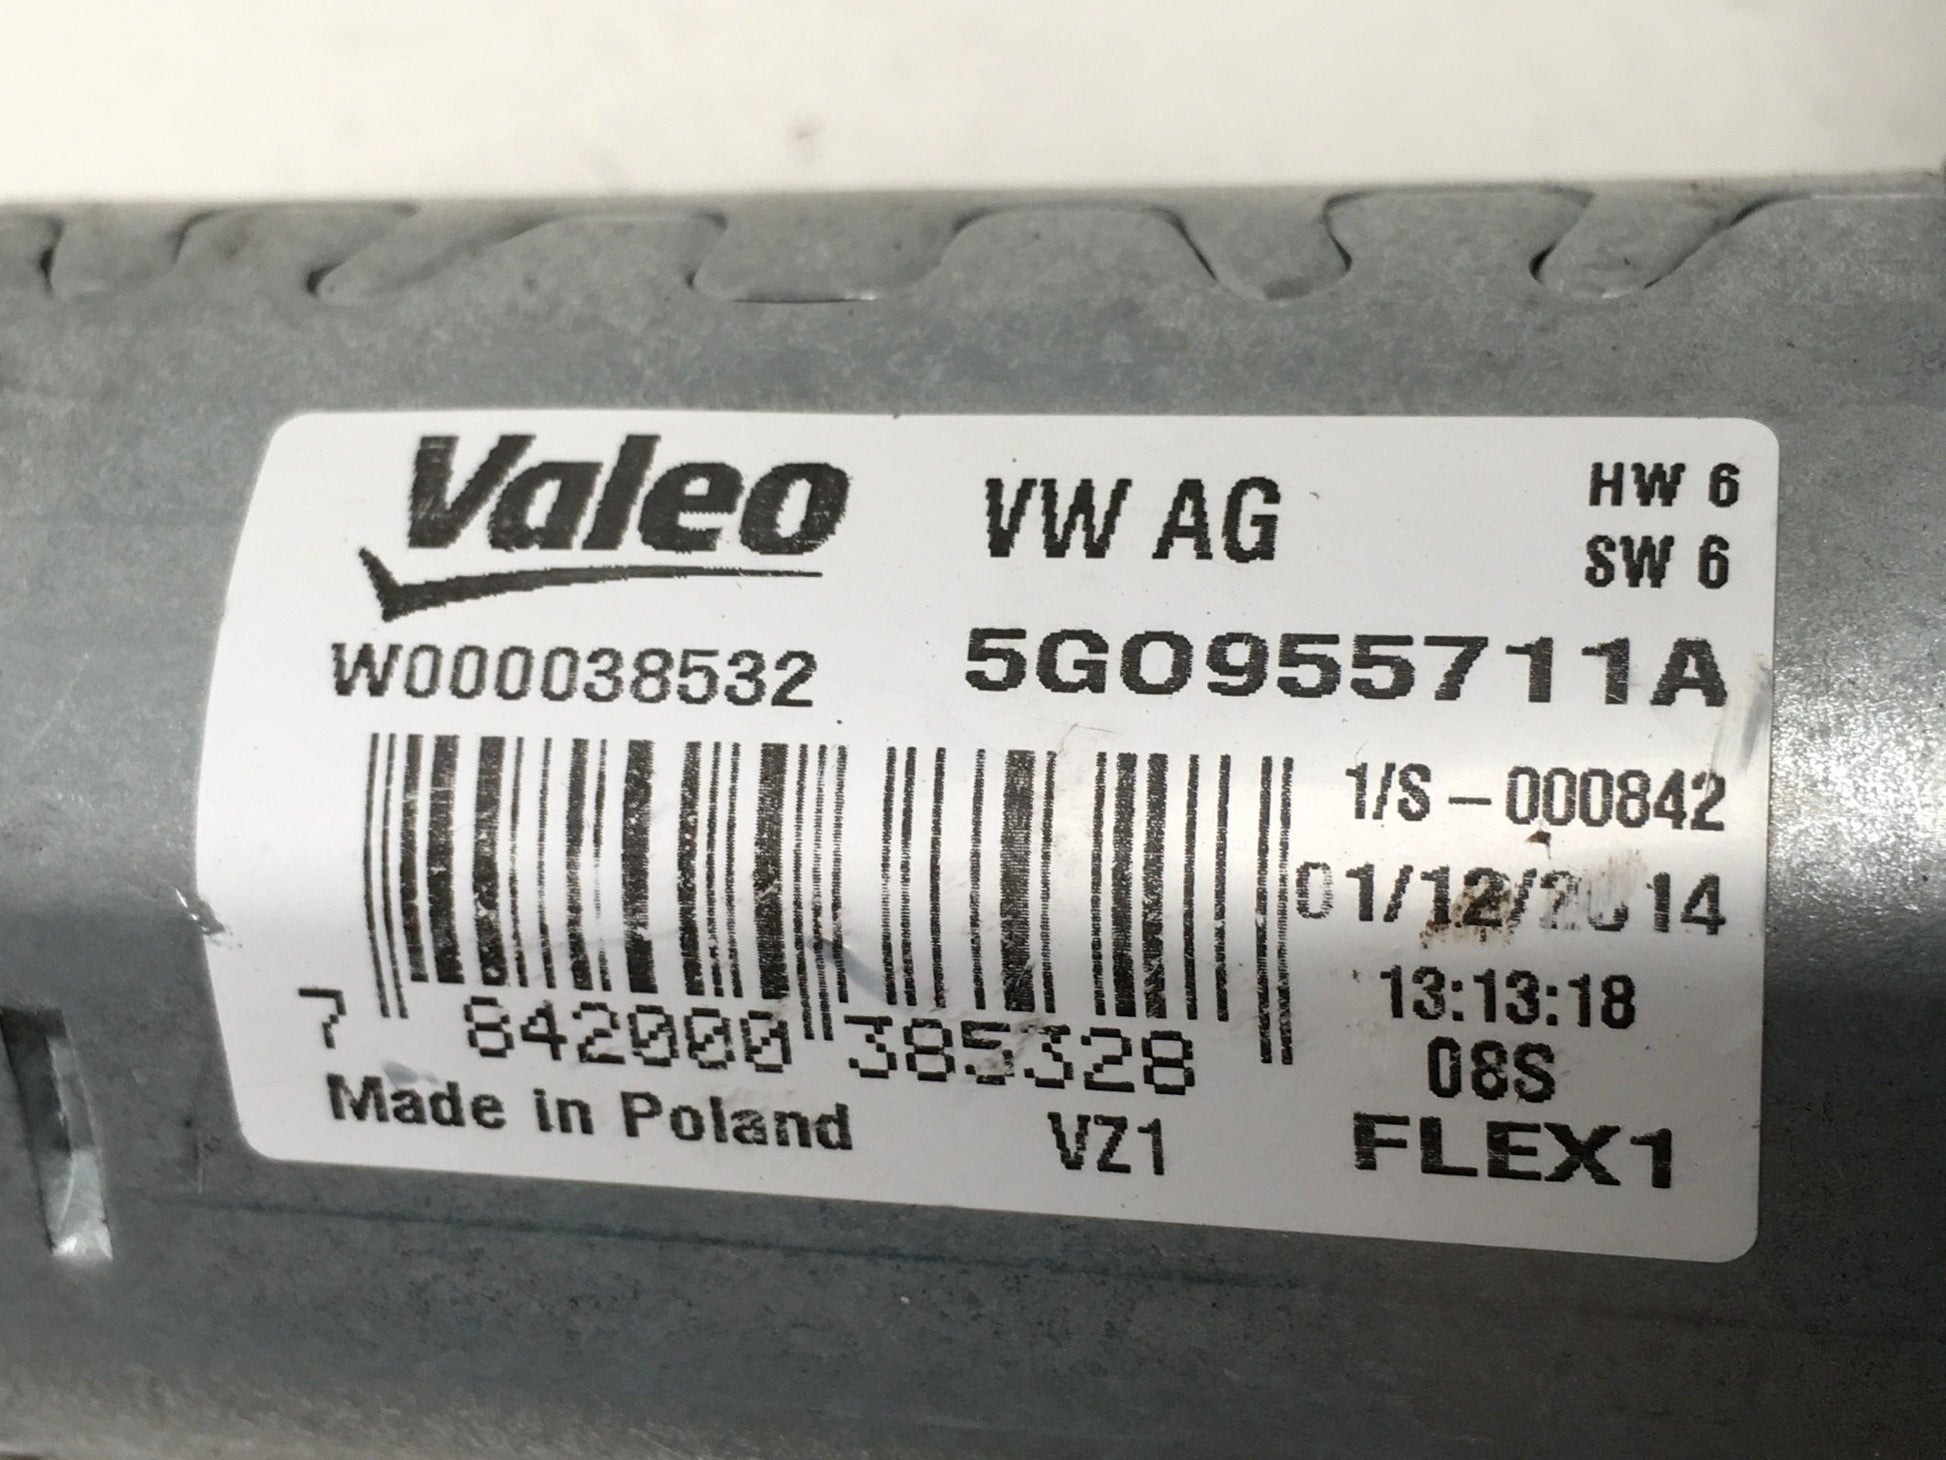 Valeo VW AG HW 6
SW 6
W000038532 5G0955711A
1/S - 000842
01/12/2014
13:13:18
7 842000 385328 08S
Made in Poland VZ1 FLEX1